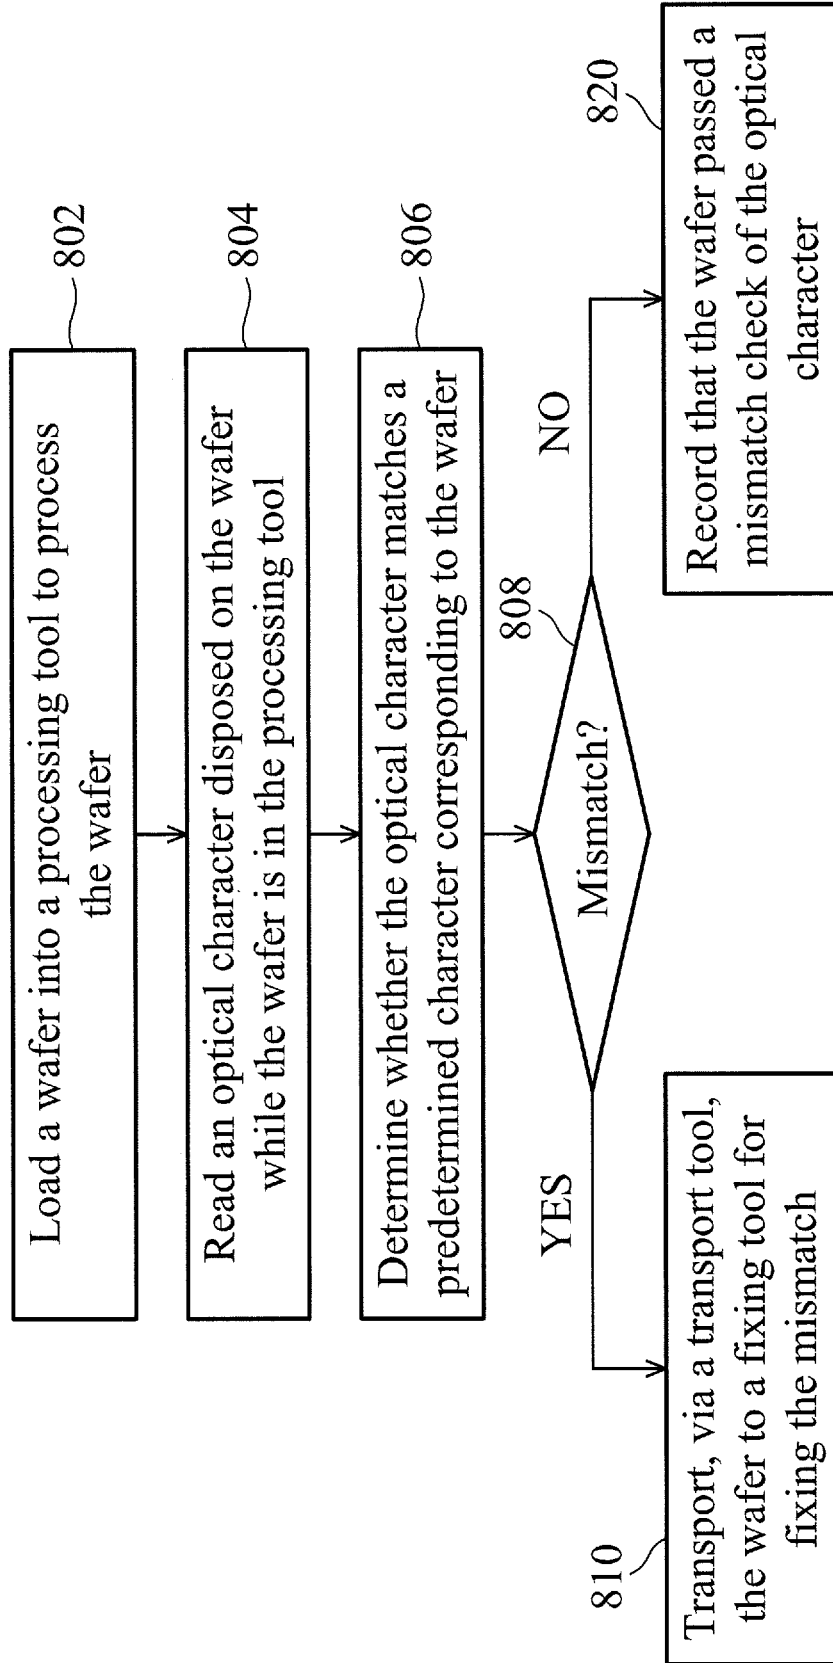 Load a wafer into a processing tool to process
the wafer
802
Read an optical character disposed on the wafer
while the wafer is in the processing tool
804
Determine whether the optical character matches a
predetermined character corresponding to the wafer
806
Mismatch?
808
YES
NO
Transport, via a transport tool,
the wafer to a fixing tool for
fixing the mismatch
810
Record that the wafer passed a
mismatch check of the optical
character
820